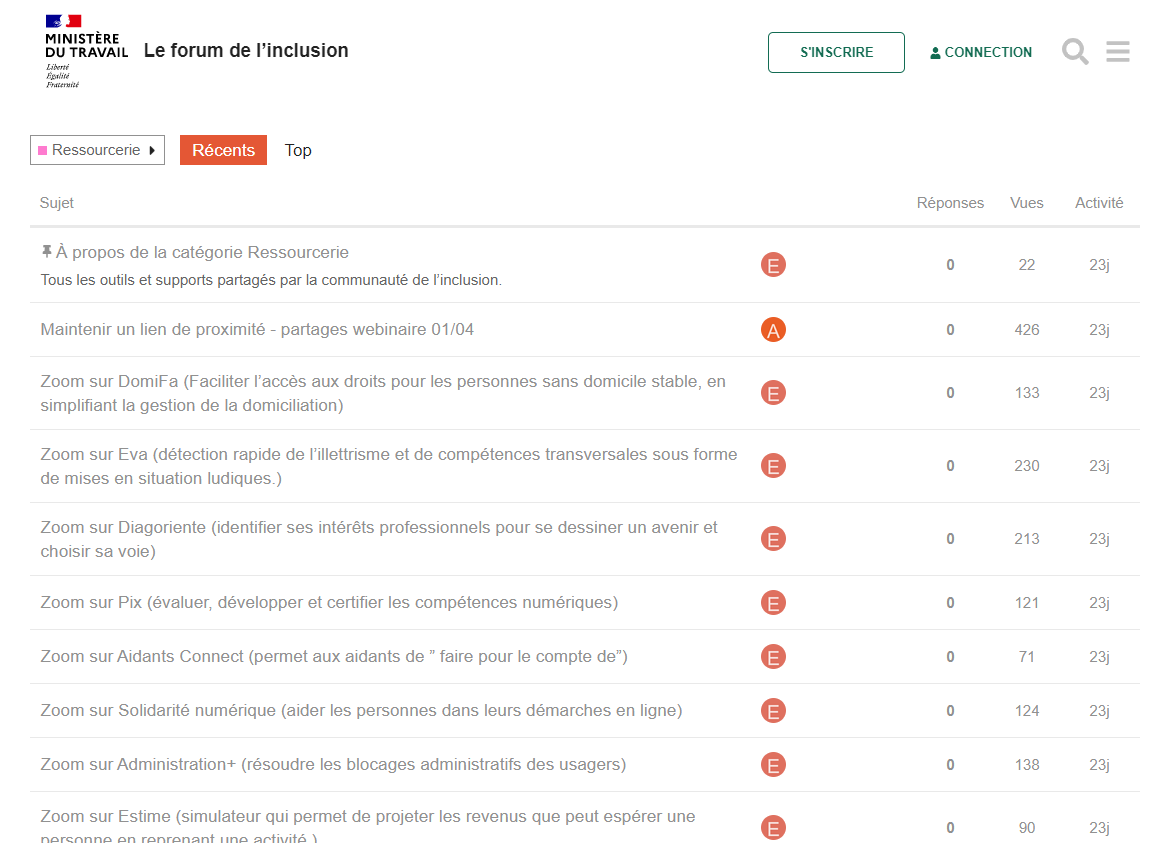 MINISTÈRE
DU TRAVAIL
Liberté
Égalité
Fraternité
Le forum de l’inclusion
S'INSCRIRE
CONNECTION
Ressourcerie
Récents
Top
Sujet
Réponses
Vues
Activité
À propos de la catégorie Ressourcerie
Tous les outils et supports partagés par la communauté de l’inclusion.
E
0
22
23j
Maintenir un lien de proximité - partages webinaire 01/04
A
0
426
23j
Zoom sur DomiFa (Faciliter l’accès aux droits pour les personnes sans domicile stable, en
simplifiant la gestion de la domiciliation)
E
0
133
23j
Zoom sur Eva (détection rapide de l’illettrisme et de compétences transversales sous forme
de mises en situation ludiques.)
E
0
230
23j
Zoom sur Diagoriente (identifier ses intérêts professionnels pour se dessiner un avenir et
choisir sa voie)
E
0
213
23j
Zoom sur Pix (évaluer, développer et certifier les compétences numériques)
E
0
121
23j
Zoom sur Aidants Connect (permet aux aidants de ” faire pour le compte de”)
E
0
71
23j
Zoom sur Solidarité numérique (aider les personnes dans leurs démarches en ligne)
E
0
124
23j
Zoom sur Administration+ (résoudre les blocages administratifs des usagers)
E
0
138
23j
Zoom sur Estime (simulateur qui permet de projeter les revenus que peut espérer une
personne en reprenant une activité.)
E
0
90
23j